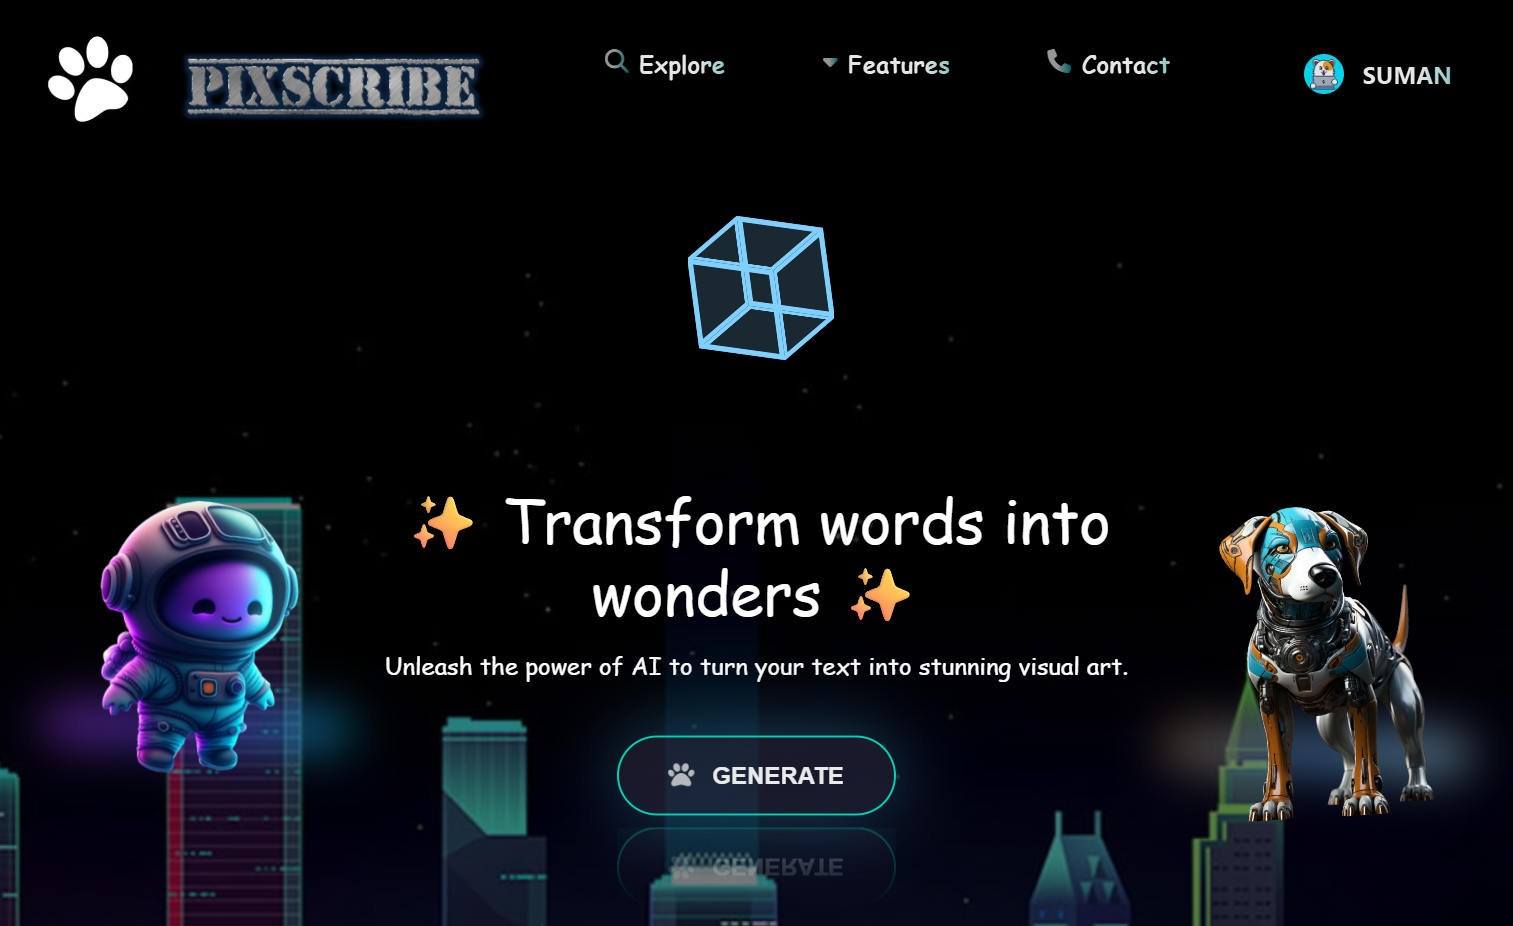 PIXSCRIBE
Explore
Features
Contact
SUMAN
✨ Transform words into
wonders ✨
Unleash the power of AI to turn your text into stunning visual art.
GENERATE
GENERATE